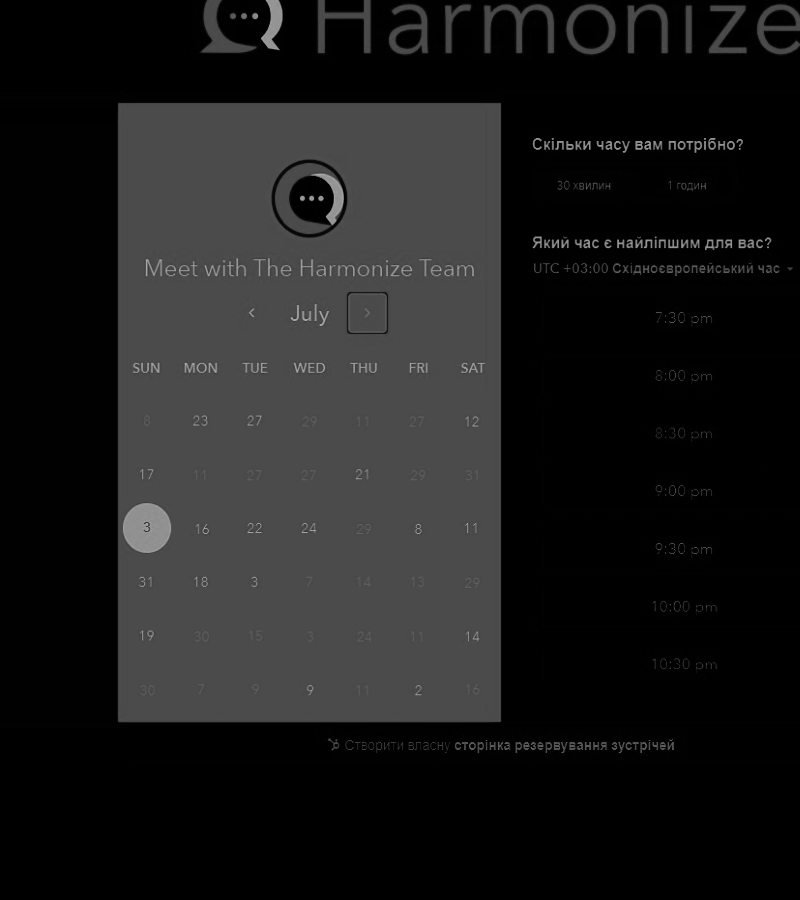 Harmonize
Meet with The Harmonize Team
July
SUN MON TUE WED THU FRI SAT
8 23 27 29 11 27 12
17 11 27 27 21 29 31
3 16 22 24 29 8 11
31 18 3 7 14 13 29
19 30 15 3 24 11 14
30 7 9 9 11 2 16
Скільки часу вам потрібно?
30 хвилин 1 годин
Який час є найліпшим для вас?
UTC +03:00 Східноєвропейський час
7:30 pm
8:00 pm
8:30 pm
9:00 pm
9:30 pm
10:00 pm
10:30 pm
Створити власну сторінка резервування зустрічей